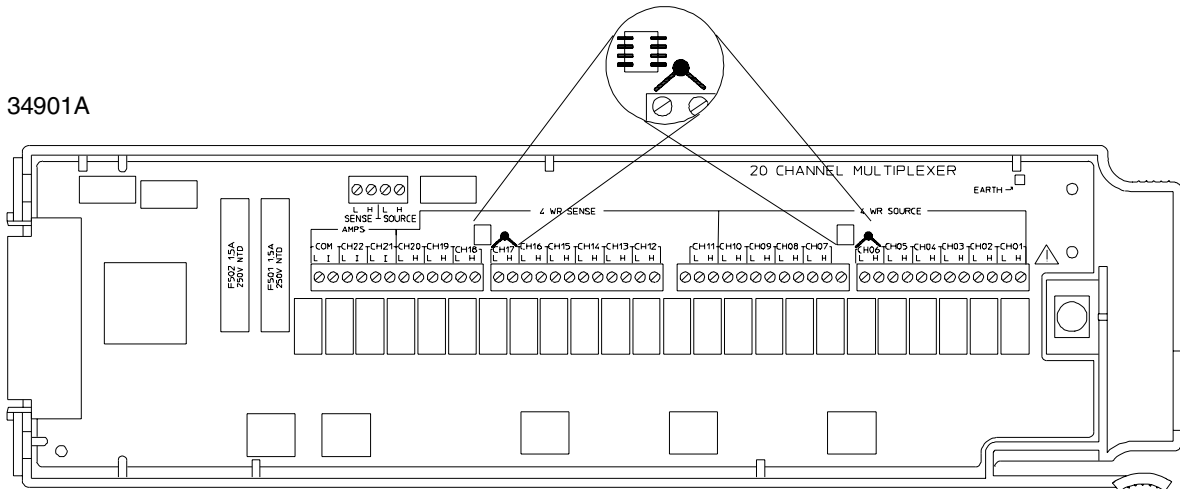 34901A
20 CHANNEL MULTIPLEXER
EARTH
L H L H
SENSE SOURCE
AMPS
4 WR SENSE
4 WR SOURCE
COM CH22 CH21 CH20 CH19 CH18 CH17 CH16 CH15 CH14 CH13 CH12 CH11 CH10 CH09 CH08 CH07 CH06 CH05 CH04 CH03 CH02 CH01
L I L I L I L H L H L H L H L H L H L H L H L H L H L H L H L H L H L H L H L H L H L H L H
F502 1.5A
250V NTD
F501 1.5A
250V NTD